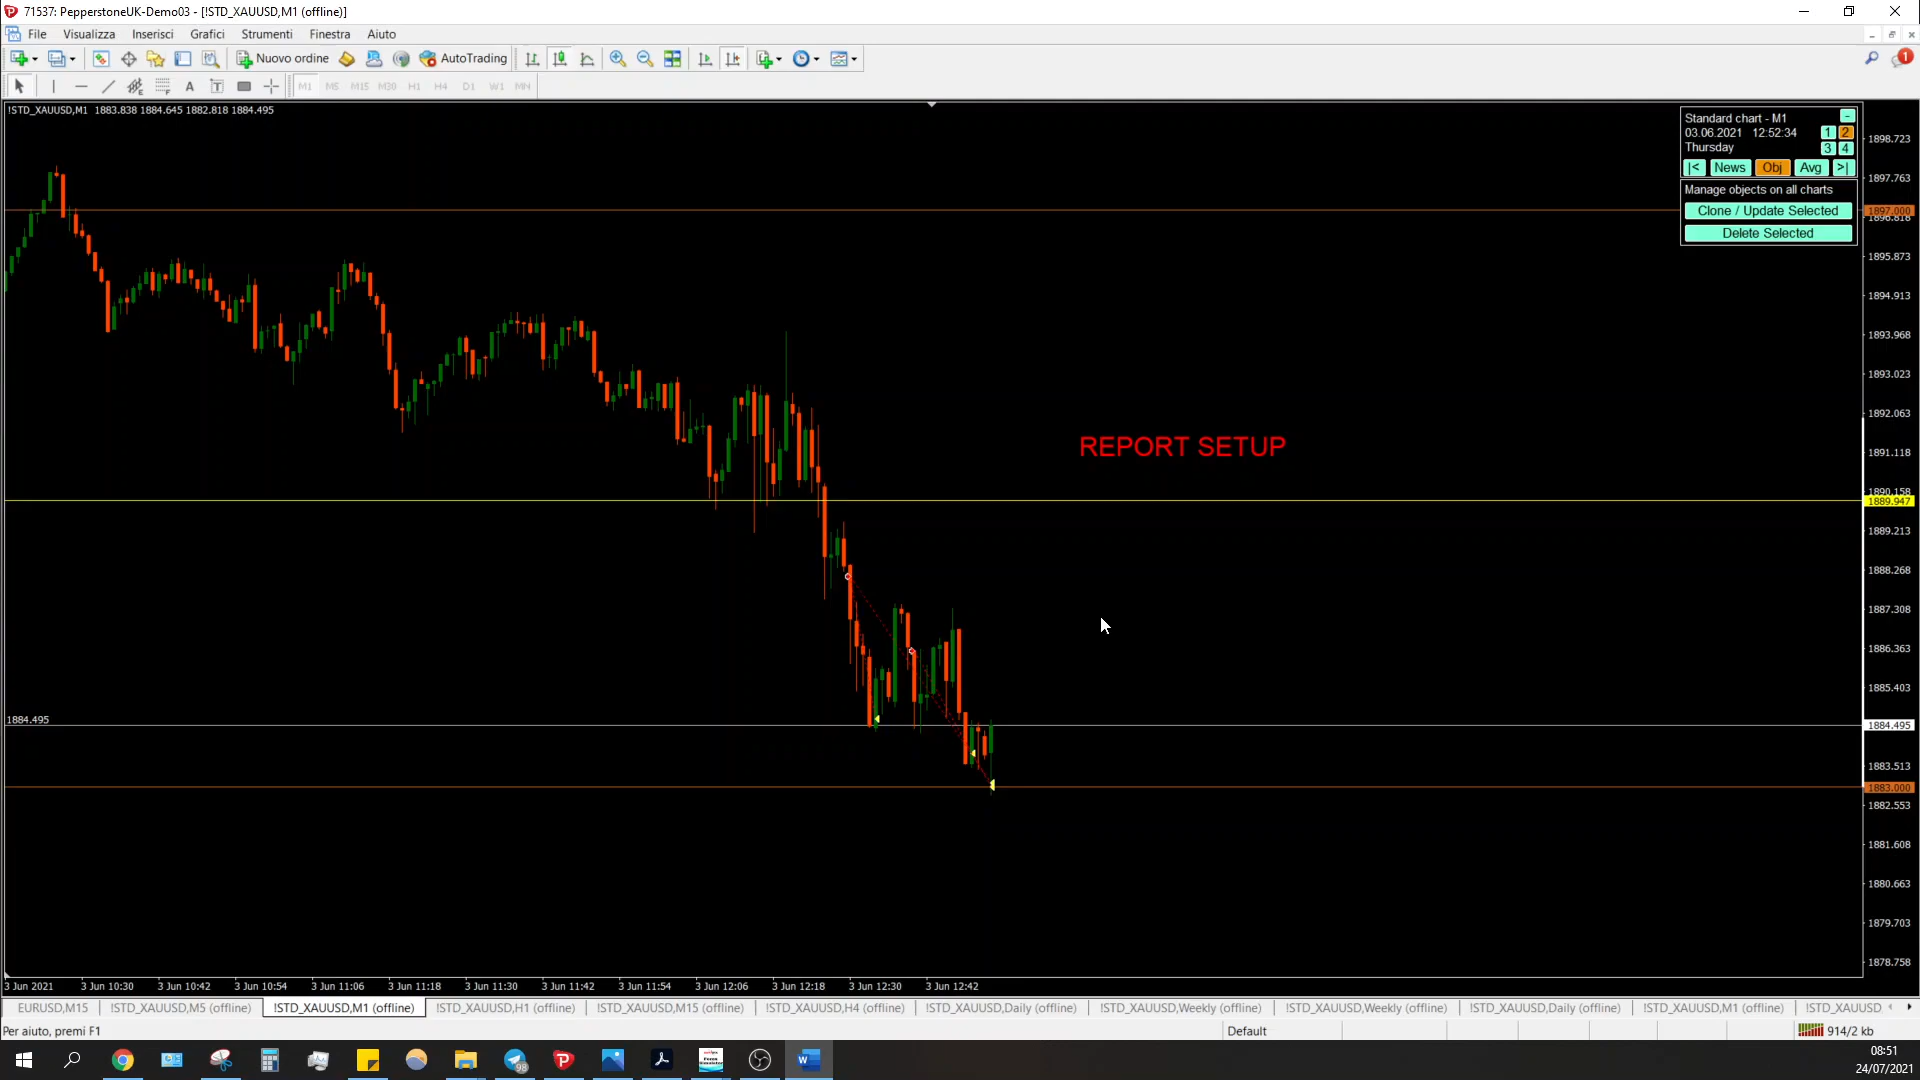 71537: PepperstoneUK-Demo03 - [!STD_XAUUSD,M1 (offline)]
File Visualizza Inserisci Grafici Strumenti Finestra Aiuto
Nuovo ordine AutoTrading 1
A T M1 M5 M15 M30 H1 H4 D1 W1 MN
!STD_XAUUSD,M1 1883.838 1884.645 1882.818 1884.495
Standard chart - M1 -
03.06.2021 12:52:34 1 2
Thursday 3 4
|< News Obj Avg >|
Manage objects on all charts
Clone / Update Selected
Delete Selected
1898.723
1897.763
1897.000
1896.818
1895.873
1894.913
1893.968
1893.023
1892.063
REPORT SETUP
1891.118
1890.158
1889.947
1889.213
1888.268
1887.308
1886.363
1885.403
1884.495
1884.495
1883.513
1883.000
1882.553
1881.608
1880.663
1879.703
1878.758
3 Jun 2021 3 Jun 10:30 3 Jun 10:42 3 Jun 10:54 3 Jun 11:06 3 Jun 11:18 3 Jun 11:30 3 Jun 11:42 3 Jun 11:54 3 Jun 12:06 3 Jun 12:18 3 Jun 12:30 3 Jun 12:42
EURUSD,M15 !STD_XAUUSD,M5 (offline) !STD_XAUUSD,M1 (offline) !STD_XAUUSD,H1 (offline) !STD_XAUUSD,M15 (offline) !STD_XAUUSD,H4 (offline) !STD_XAUUSD,Daily (offline) !STD_XAUUSD,Weekly (offline) !STD_XAUUSD,Weekly (offline) !STD_XAUUSD,Daily (offline) !STD_XAUUSD,M1 (offline) !STD_XAUUSD
Per aiuto, premi F1 Default 914/2 kb
98
08:51
24/07/2021